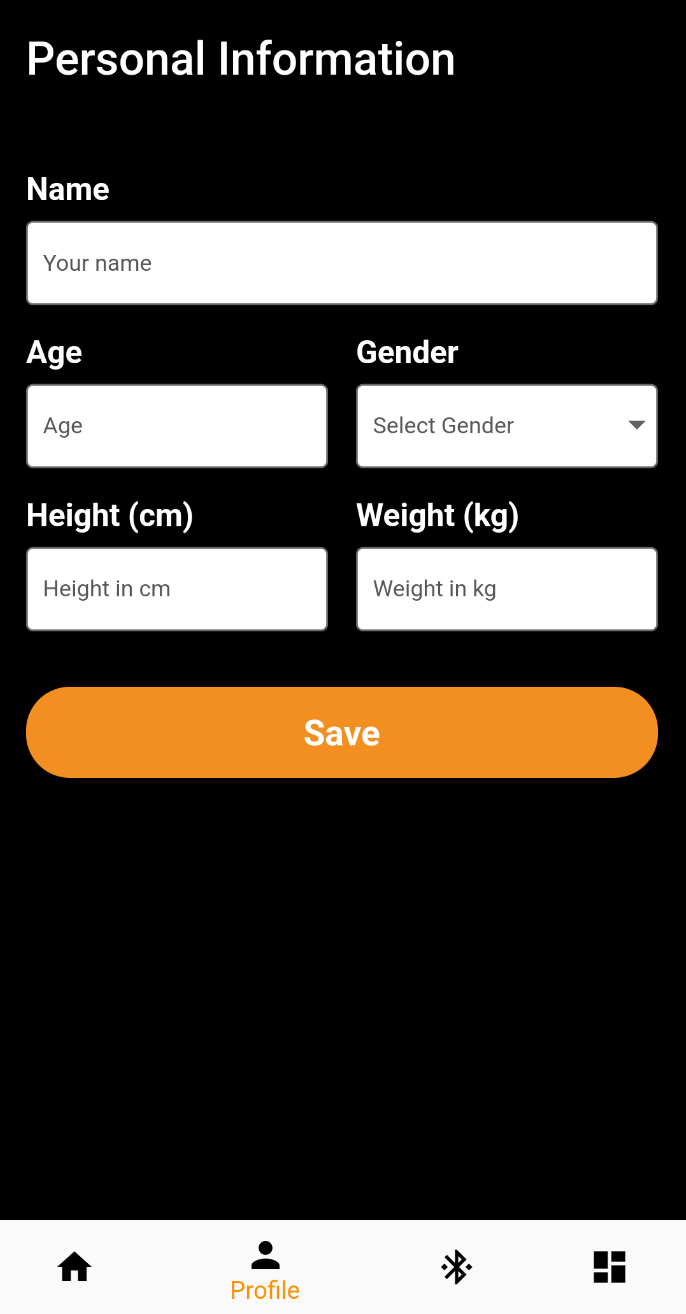 Personal Information
Name
Your name
Age
Gender
Age
Select Gender
Height (cm)
Weight (kg)
Height in cm
Weight in kg
Save
Profile